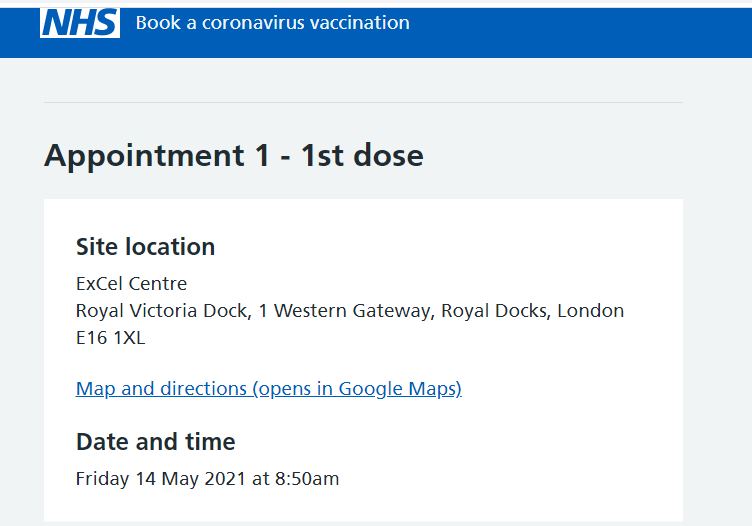 NHS Book a coronavirus vaccination
Appointment 1 - 1st dose
Site location
ExCel Centre
Royal Victoria Dock, 1 Western Gateway, Royal Docks, London
E16 1XL
Map and directions (opens in Google Maps)
Date and time
Friday 14 May 2021 at 8:50am